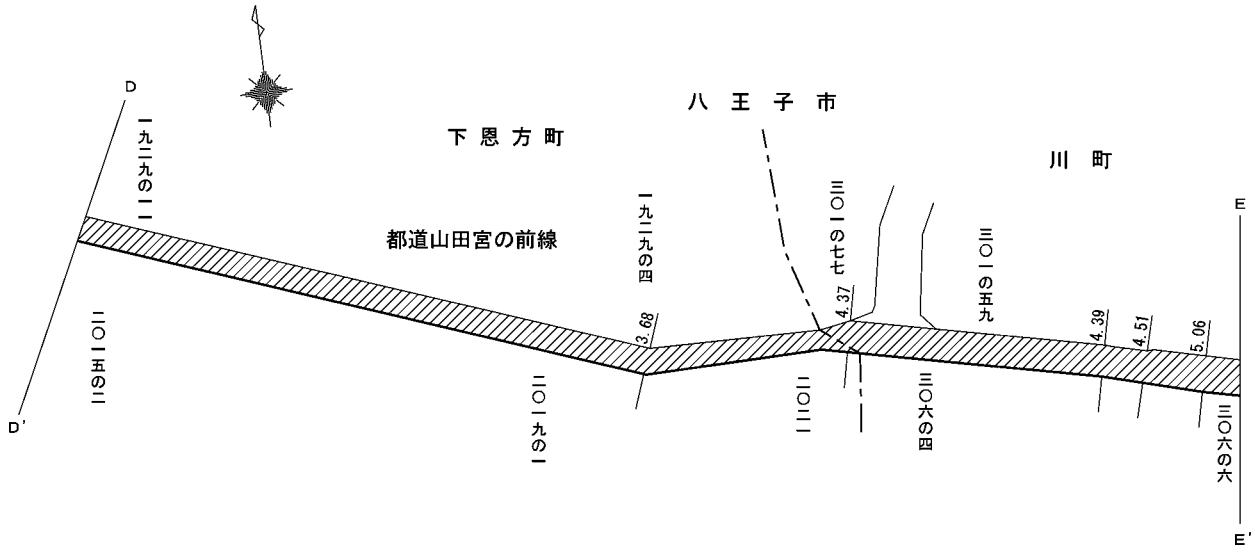 D
一九二九の一一
下恩方町
八王子市
川町
都道山田宮の前線
一九二九の四
三〇一の七七
三〇一の五九
E
3.68
4.37
4.39
4.51
5.06
二〇一五の二
二〇一九の一
二〇二一
三〇六の四
三〇六の六
D'
E'